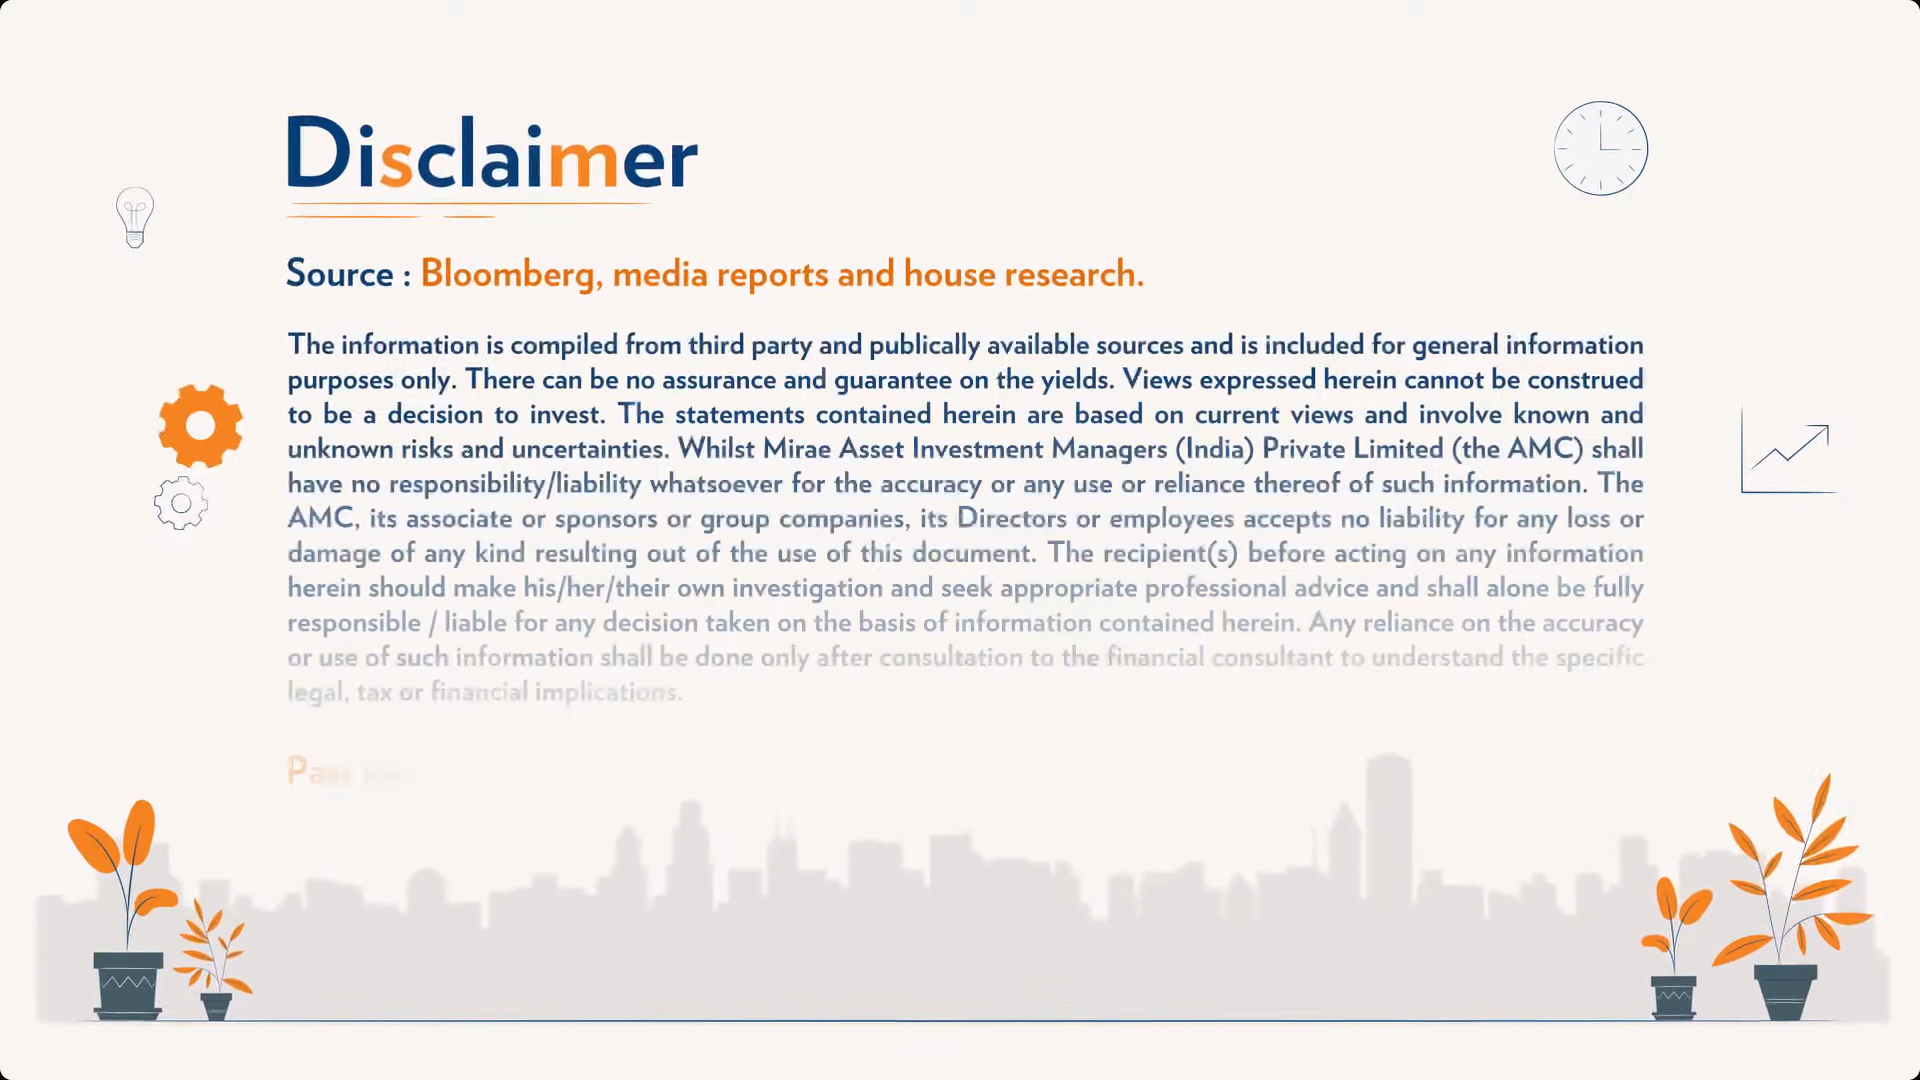 Disclaimer
Source : Bloomberg, media reports and house research.
The information is compiled from third party and publically available sources and is included for general information
purposes only. There can be no assurance and guarantee on the yields. Views expressed herein cannot be construed
to be a decision to invest. The statements contained herein are based on current views and involve known and
unknown risks and uncertainties. Whilst Mirae Asset Investment Managers (India) Private Limited (the AMC) shall
have no responsibility/liability whatsoever for the accuracy or any use or reliance thereof of such information. The
AMC, its associate or sponsors or group companies, its Directors or employees accepts no liability for any loss or
damage of any kind resulting out of the use of this document. The recipient(s) before acting on any information
herein should make his/her/their own investigation and seek appropriate professional advice and shall alone be fully
responsible / liable for any decision taken on the basis of information contained herein. Any reliance on the accuracy
or use of such information shall be done only after consultation to the financial consultant to understand the specific
legal, tax or financial implications.